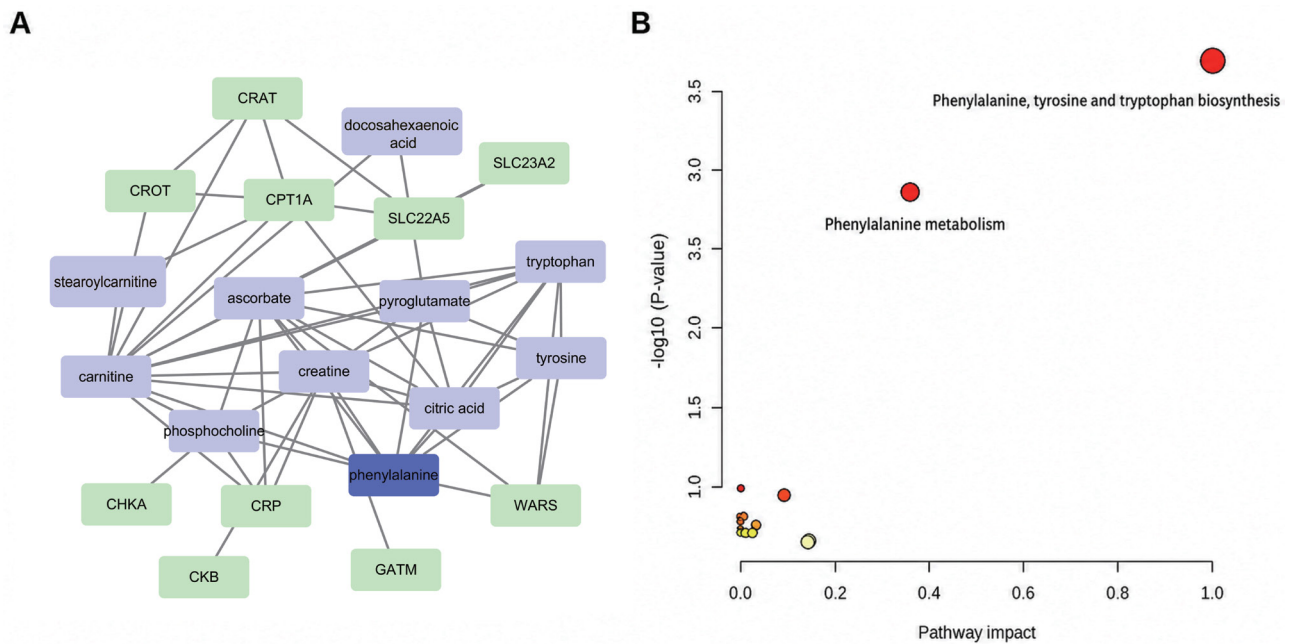 A
CRAT
docosahexaenoic
acid
SLC23A2
CROT
CPT1A
SLC22A5
tryptophan
stearoylcarnitine
ascorbate
pyroglutamate
tyrosine
carnitine
creatine
citric acid
phosphocholine
phenylalanine
CHKA
CRP
WARS
CKB
GATM
B
3.5
Phenylalanine, tyrosine and tryptophan biosynthesis
3.0
Phenylalanine metabolism
3.5
2.0
1.5
1.0
-log10 (P-value)
0.0 0.2 0.4 0.6 0.8 1.0
Pathway impact